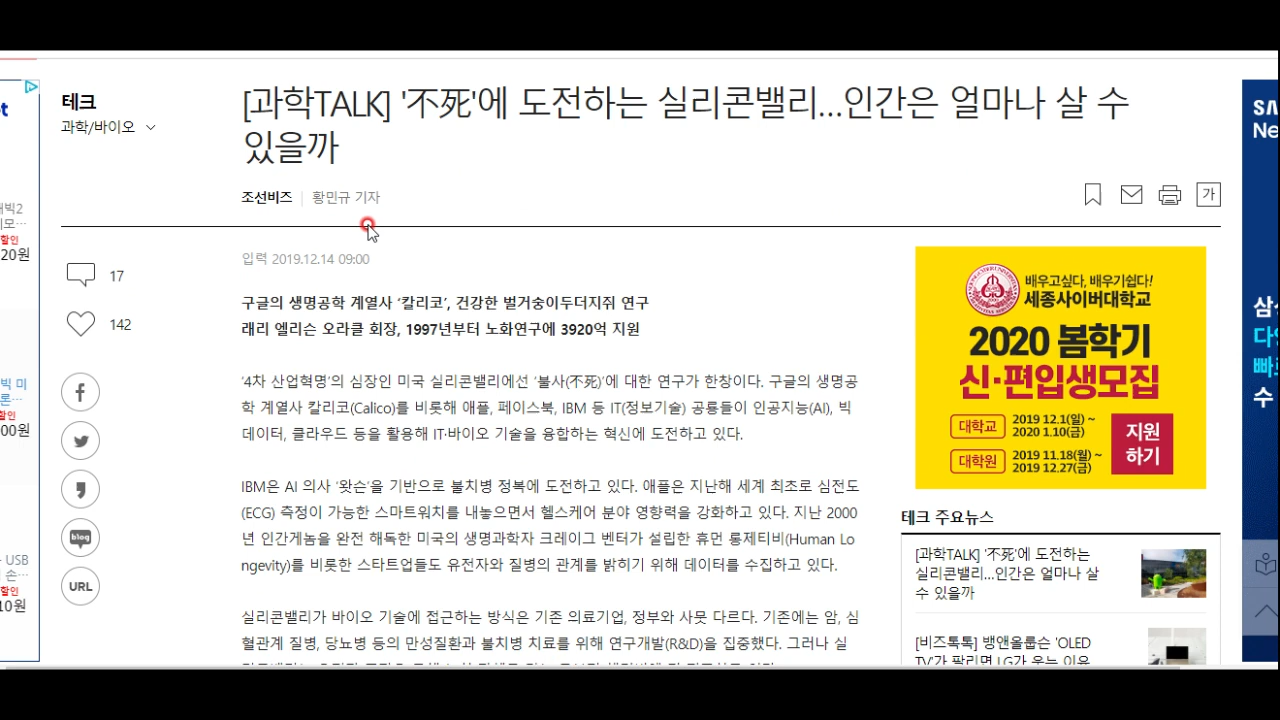 테크
과학/바이오
[과학TALK] '不死'에 도전하는 실리콘밸리...인간은 얼마나 살 수
있을까
조선비즈
황민규 기자
가
입력 2019.12.14 09:00
17
142
URL
blog
구글의 생명공학 계열사 ‘칼리코’, 건강한 벌거숭이두더지쥐 연구
래리 엘리슨 오라클 회장, 1997년부터 노화연구에 3920억 지원
'4차 산업혁명'의 심장인 미국 실리콘밸리에선 '불사(不死)'에 대한 연구가 한창이다. 구글의 생명공
학 계열사 칼리코(Calico)를 비롯해 애플, 페이스북, IBM 등 IT(정보기술) 공룡들이 인공지능(AI), 빅
데이터, 클라우드 등을 활용해 IT·바이오 기술을 융합하는 혁신에 도전하고 있다.
IBM은 AI 의사 ‘왓슨’을 기반으로 불치병 정복에 도전하고 있다. 애플은 지난해 세계 최초로 심전도
(ECG) 측정이 가능한 스마트워치를 내놓으면서 헬스케어 분야 영향력을 강화하고 있다. 지난 2000
년 인간게놈을 완전 해독한 미국의 생명과학자 크레이그 벤터가 설립한 휴먼 롱제티비(Human Lo
ngevity)를 비롯한 스타트업들도 유전자와 질병의 관계를 밝히기 위해 데이터를 수집하고 있다.
실리콘밸리가 바이오 기술에 접근하는 방식은 기존 의료기업, 정부와 사뭇 다르다. 기존에는 암, 심
혈관계 질병, 당뇨병 등의 만성질환과 불치병 치료를 위해 연구개발(R&D)을 집중했다. 그러나 실
배우고싶다, 배우기쉽다!
세종사이버대학교
2020 봄학기
신·편입생모집
대학교 2019 12.1(일) ~
2020 1.10(금)
대학원 2019 11.18(월) ~
2019 12.27(금)
지원
하기
테크 주요뉴스
[과학TALK] '不死'에 도전하는
실리콘밸리...인간은 얼마나 살
수 있을까
[비즈톡톡] 뱅앤올룹슨 'OLED
TV'가 팔리면 LG가 웃는 이유
할인
20원
할인
00원
USB
할인
10원
삼
다
빠
수